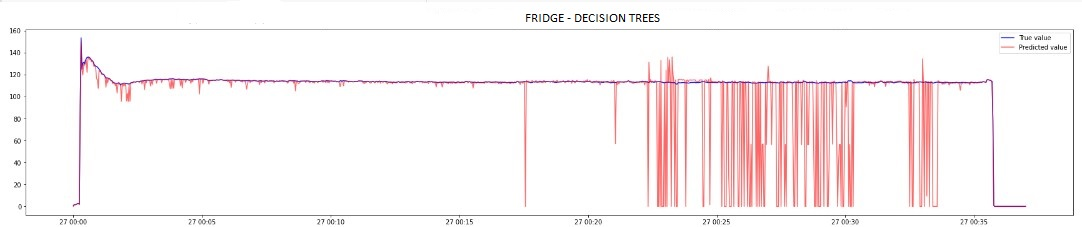 FRIDGE - DECISION TREES
160
140
120
100
80
60
40
20
0
True value
Predicted value
27 00:00 27 00:05 27 00:10 27 00:15 27 00:20 27 00:25 27 00:30 27 00:35